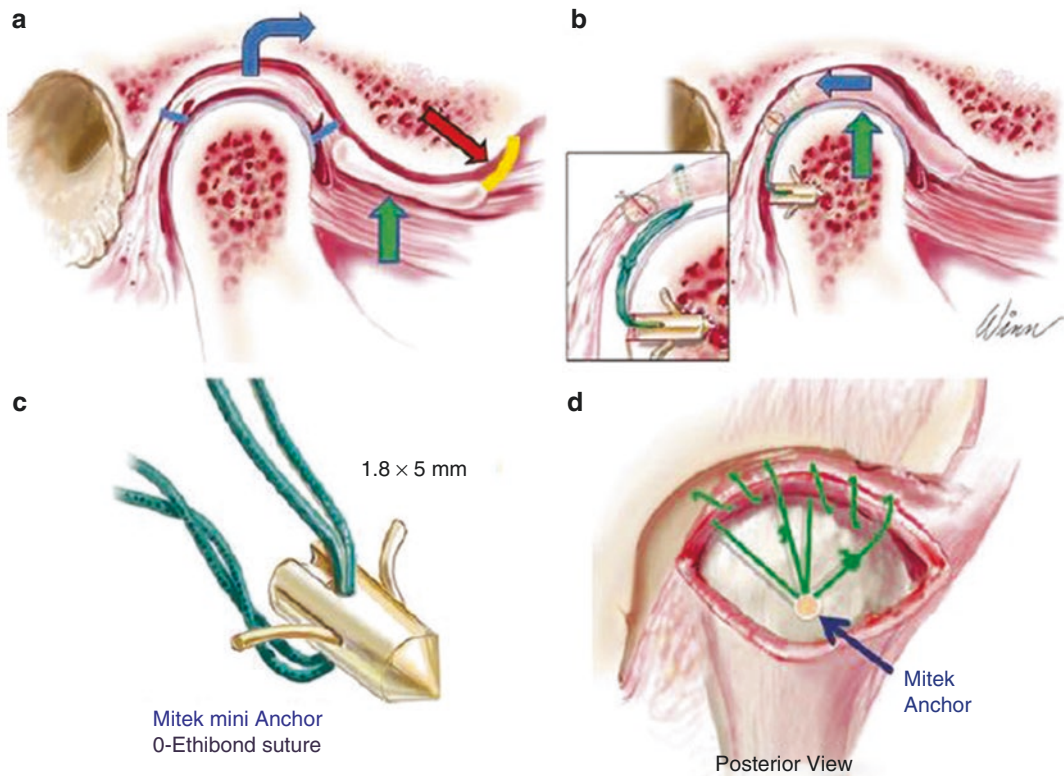 a
b
Winn
c
1.8 × 5 mm
Mitek mini Anchor
0-Ethibond suture
d
Mitek
Anchor
Posterior View